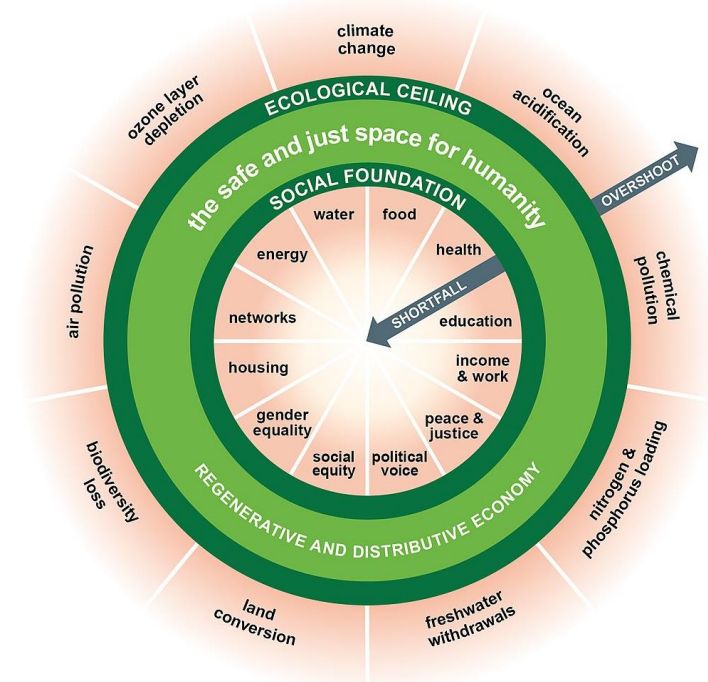 climate
change
ocean
acidification
chemical
pollution
nitrogen &
phosphorus loading
freshwater
withdrawals
land
conversion
biodiversity
loss
air pollution
ozone layer
depletion
OVERSHOOT
ECOLOGICAL CEILING
the safe and just space for humanity
SOCIAL FOUNDATION
water
food
health
SHORTFALL
education
income
& work
peace &
justice
political
voice
social
equity
gender
equality
housing
networks
energy
REGENERATIVE AND DISTRIBUTIVE ECONOMY